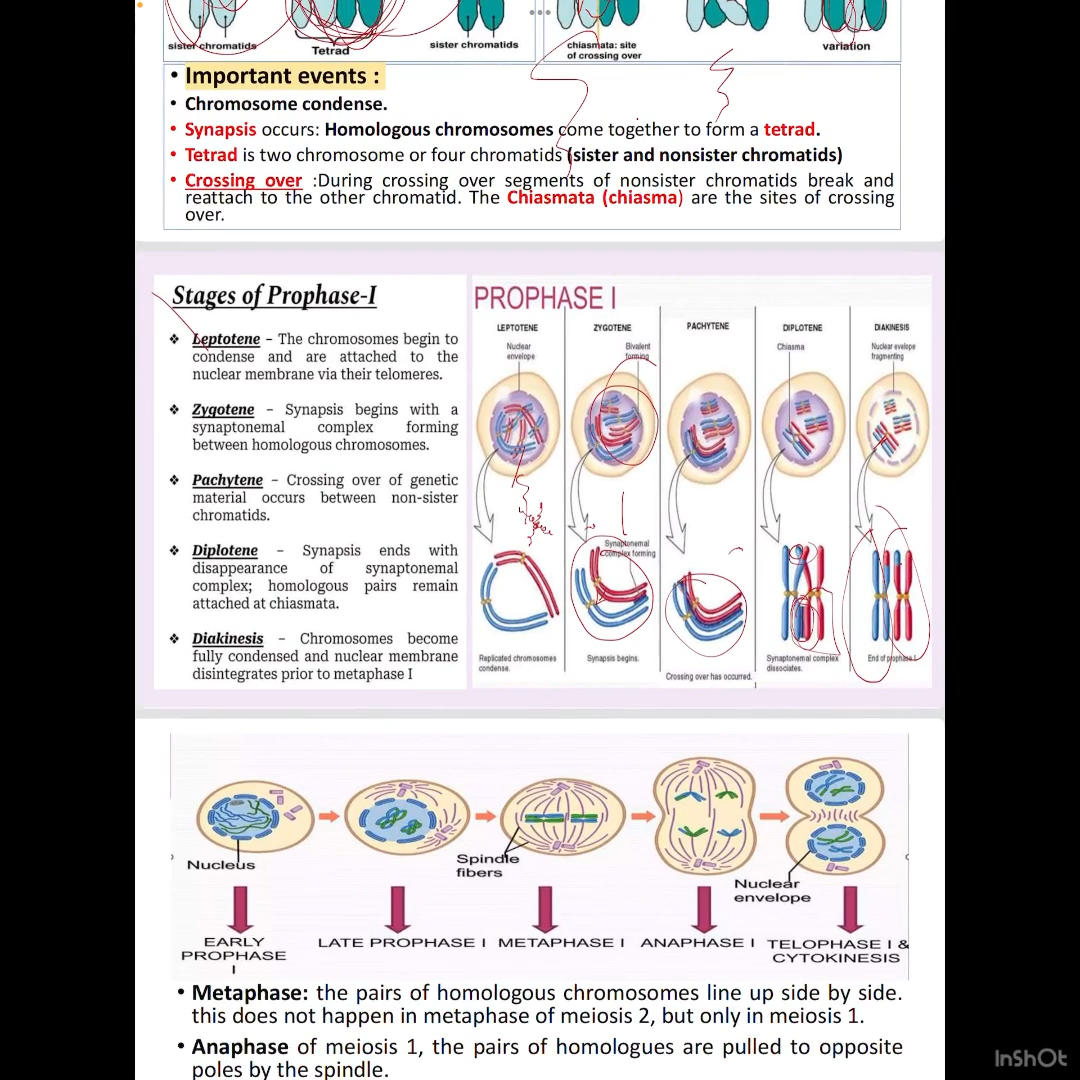 sister chromatids
Tetrad
sister chromatids
chiasmata: site
of crossing over
variation
• Important events :
• Chromosome condense.
• Synapsis occurs: Homologous chromosomes come together to form a tetrad.
• Tetrad is two chromosome or four chromatids (sister and nonsister chromatids)
• Crossing over :During crossing over segments of nonsister chromatids break and
reattach to the other chromatid. The Chiasmata (chiasma) are the sites of crossing
over.
Stages of Prophase-I
❖ Leptotene – The chromosomes begin to
condense and are attached to the
nuclear membrane via their telomeres.
❖ Zygotene – Synapsis begins with a
synaptonemal complex forming
between homologous chromosomes.
❖ Pachytene – Crossing over of genetic
material occurs between non-sister
chromatids.
❖ Diplotene – Synapsis ends with
disappearance of synaptonemal
complex; homologous pairs remain
attached at chiasmata.
❖ Diakinesis – Chromosomes become
fully condensed and nuclear membrane
disintegrates prior to metaphase I
PROPHASE I
LEPTOTENE
ZYGOTENE
PACHYTENE
DIPLOTENE
DIAKINESIS
Nuclear
envelope
Bivalent
forming
Chiasma
Nuclear evelope
fragmenting
Synaptonemal
complex forming
Replicated chromosomes
condense.
Synapsis begins.
Crossing over has occurred.
Synaptonemal complex
dissociates.
End of prophase I
Nucleus
Spindle
fibers
Nuclear
envelope
EARLY
PROPHASE
I
LATE PROPHASE I
METAPHASE I
ANAPHASE I
TELOPHASE I &
CYTOKINESIS
• Metaphase: the pairs of homologous chromosomes line up side by side.
this does not happen in metaphase of meiosis 2, but only in meiosis 1.
• Anaphase of meiosis 1, the pairs of homologues are pulled to opposite
poles by the spindle.
InShOt